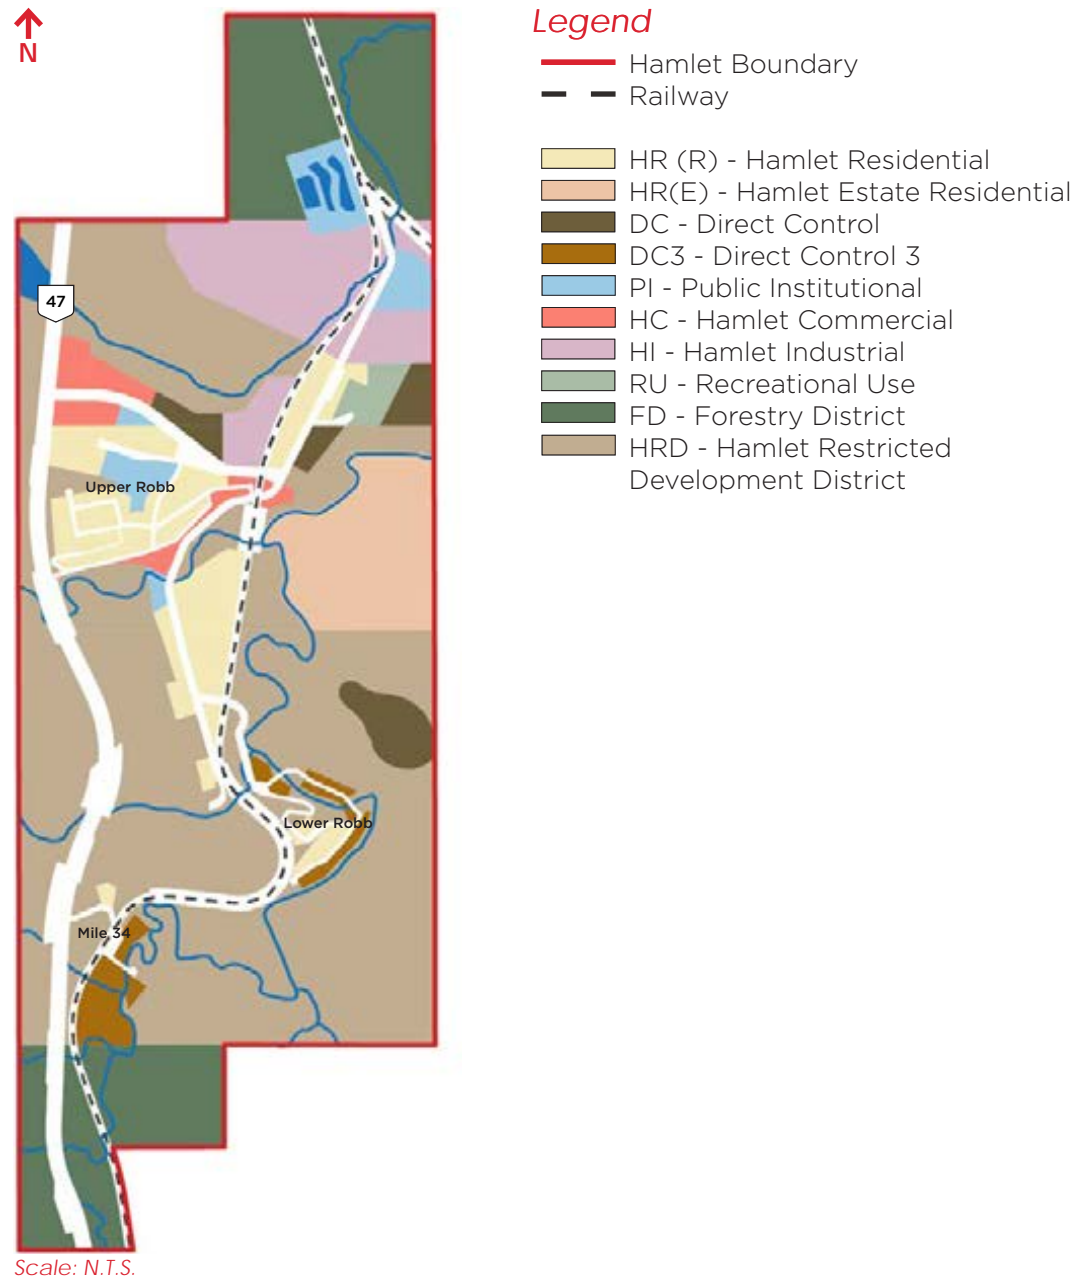 N
Legend
Hamlet Boundary
Railway
HR (R) - Hamlet Residential
HR(E) - Hamlet Estate Residential
DC - Direct Control
DC3 - Direct Control 3
PI - Public Institutional
HC - Hamlet Commercial
HI - Hamlet Industrial
RU - Recreational Use
FD - Forestry District
HRD - Hamlet Restricted
Development District
47
Upper Robb
Lower Robb
Mile 34
Scale: N.T.S.